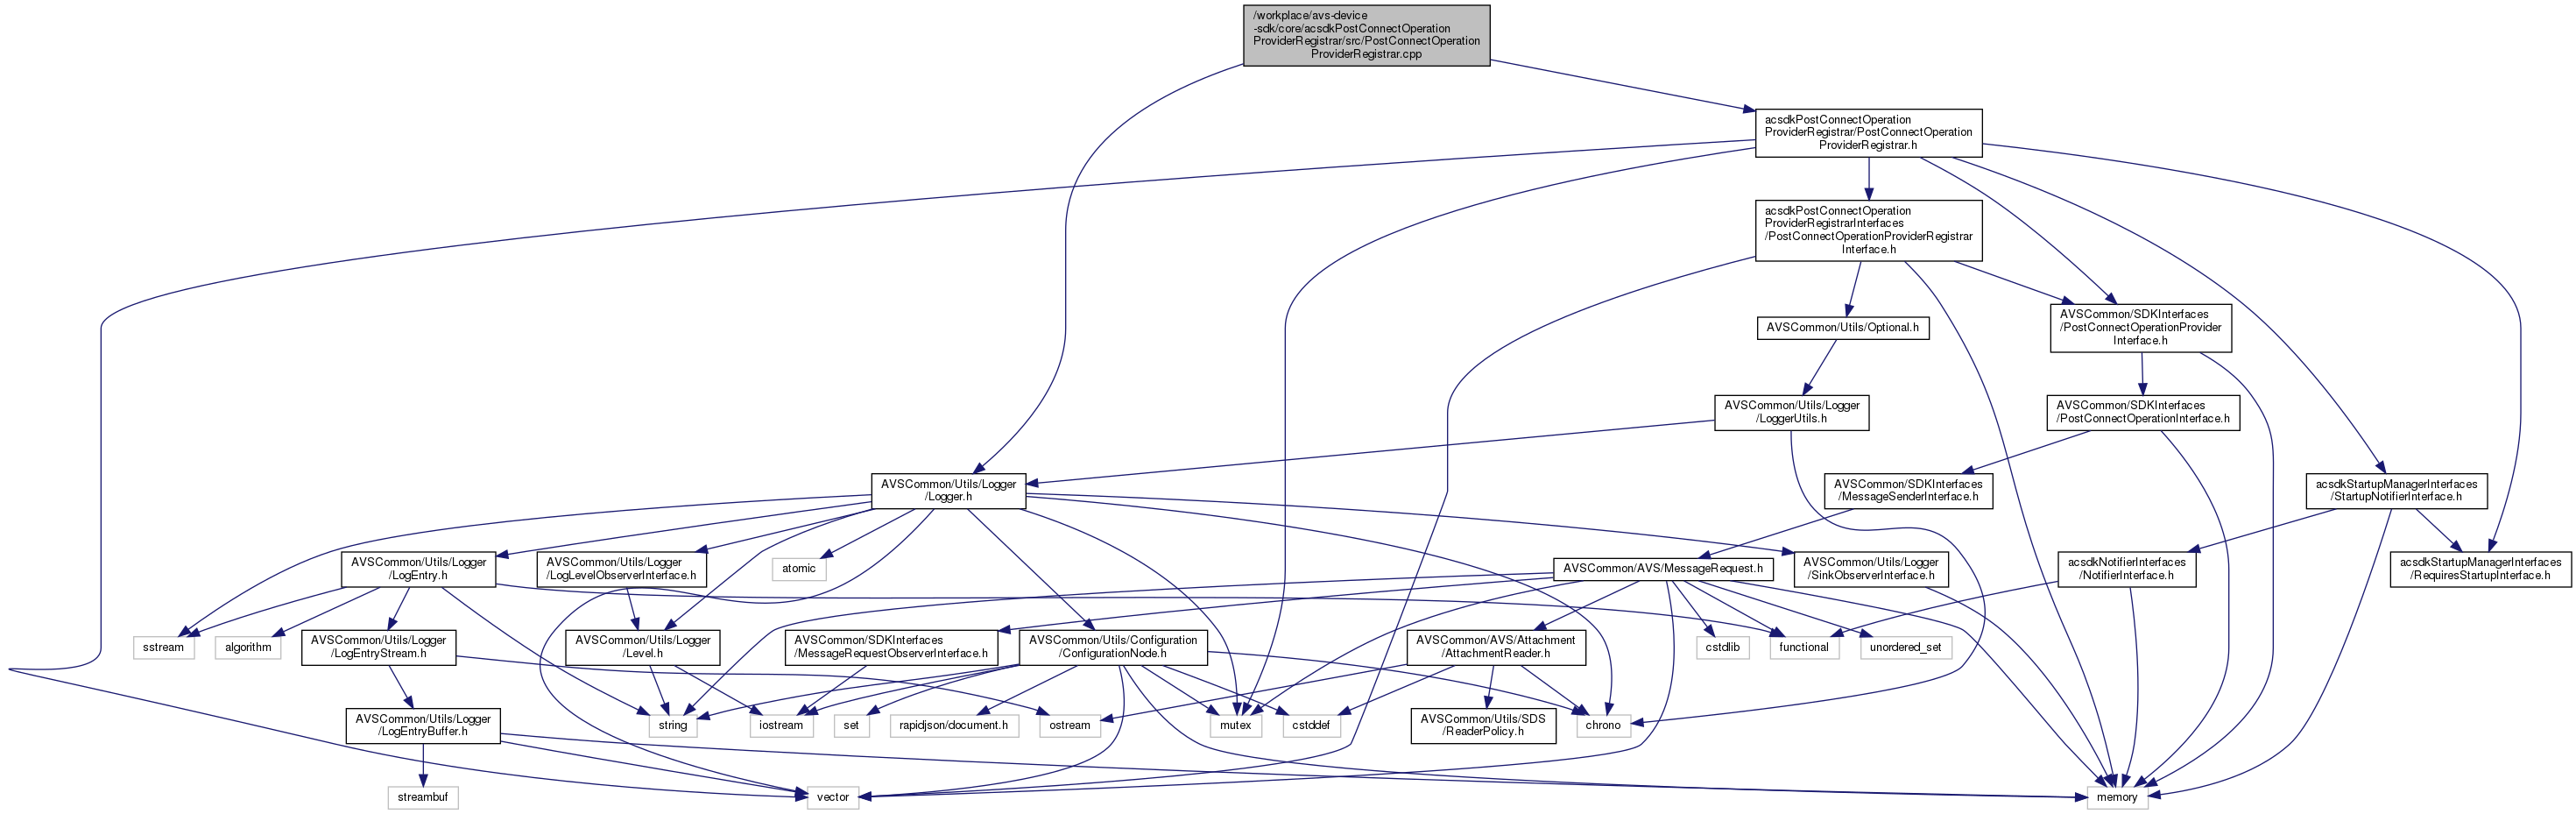 /workplace/avs-device
-sdk/core/acsdkPostConnectOperation
ProviderRegistrar/src/PostConnectOperation
ProviderRegistrar.cpp
acsdkPostConnectOperation
ProviderRegistrar/PostConnectOperation
ProviderRegistrar.h
acsdkPostConnectOperation
ProviderRegistrarInterfaces
/PostConnectOperationProviderRegistrar
Interface.h
AVSCommon/Utils/Optional.h
AVSCommon/SDKInterfaces
/PostConnectOperationProvider
Interface.h
AVSCommon/Utils/Logger
/LoggerUtils.h
AVSCommon/SDKInterfaces
/PostConnectOperationInterface.h
AVSCommon/Utils/Logger
/Logger.h
AVSCommon/SDKInterfaces
/MessageSenderInterface.h
acsdkStartupManagerInterfaces
/StartupNotifierInterface.h
AVSCommon/Utils/Logger
/LogEntry.h
AVSCommon/Utils/Logger
/LogLevelObserverInterface.h
atomic
AVSCommon/AVS/MessageRequest.h
AVSCommon/Utils/Logger
/SinkObserverInterface.h
acsdkNotifierInterfaces
/NotifierInterface.h
acsdkStartupManagerInterfaces
/RequiresStartupInterface.h
sstream
algorithm
AVSCommon/Utils/Logger
/LogEntryStream.h
AVSCommon/Utils/Logger
/Level.h
AVSCommon/SDKInterfaces
/MessageRequestObserverInterface.h
AVSCommon/Utils/Configuration
/ConfigurationNode.h
AVSCommon/AVS/Attachment
/AttachmentReader.h
cstdlib
functional
unordered_set
AVSCommon/Utils/Logger
/LogEntryBuffer.h
string
iostream
set
rapidjson/document.h
ostream
mutex
cstddef
AVSCommon/Utils/SDS
/ReaderPolicy.h
chrono
streambuf
vector
memory